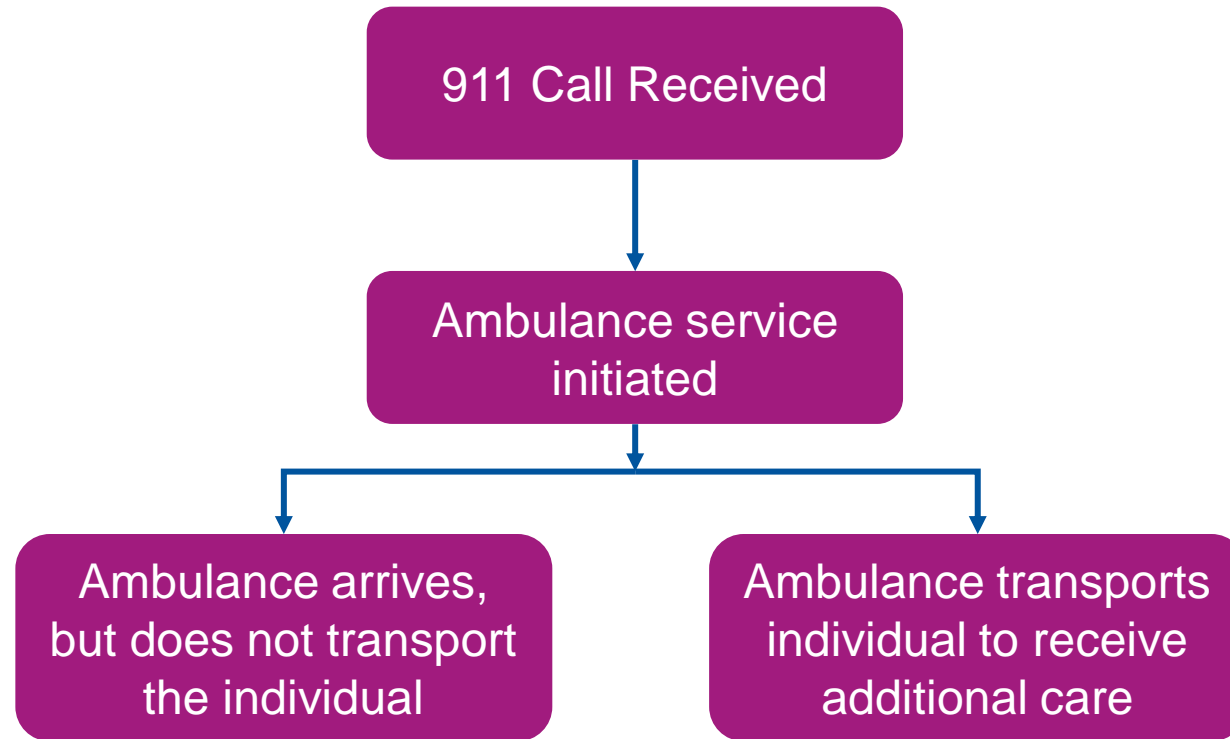 911 Call Received
Ambulance service
initiated
Ambulance arrives,
but does not transport
the individual
Ambulance transports
individual to receive
additional care